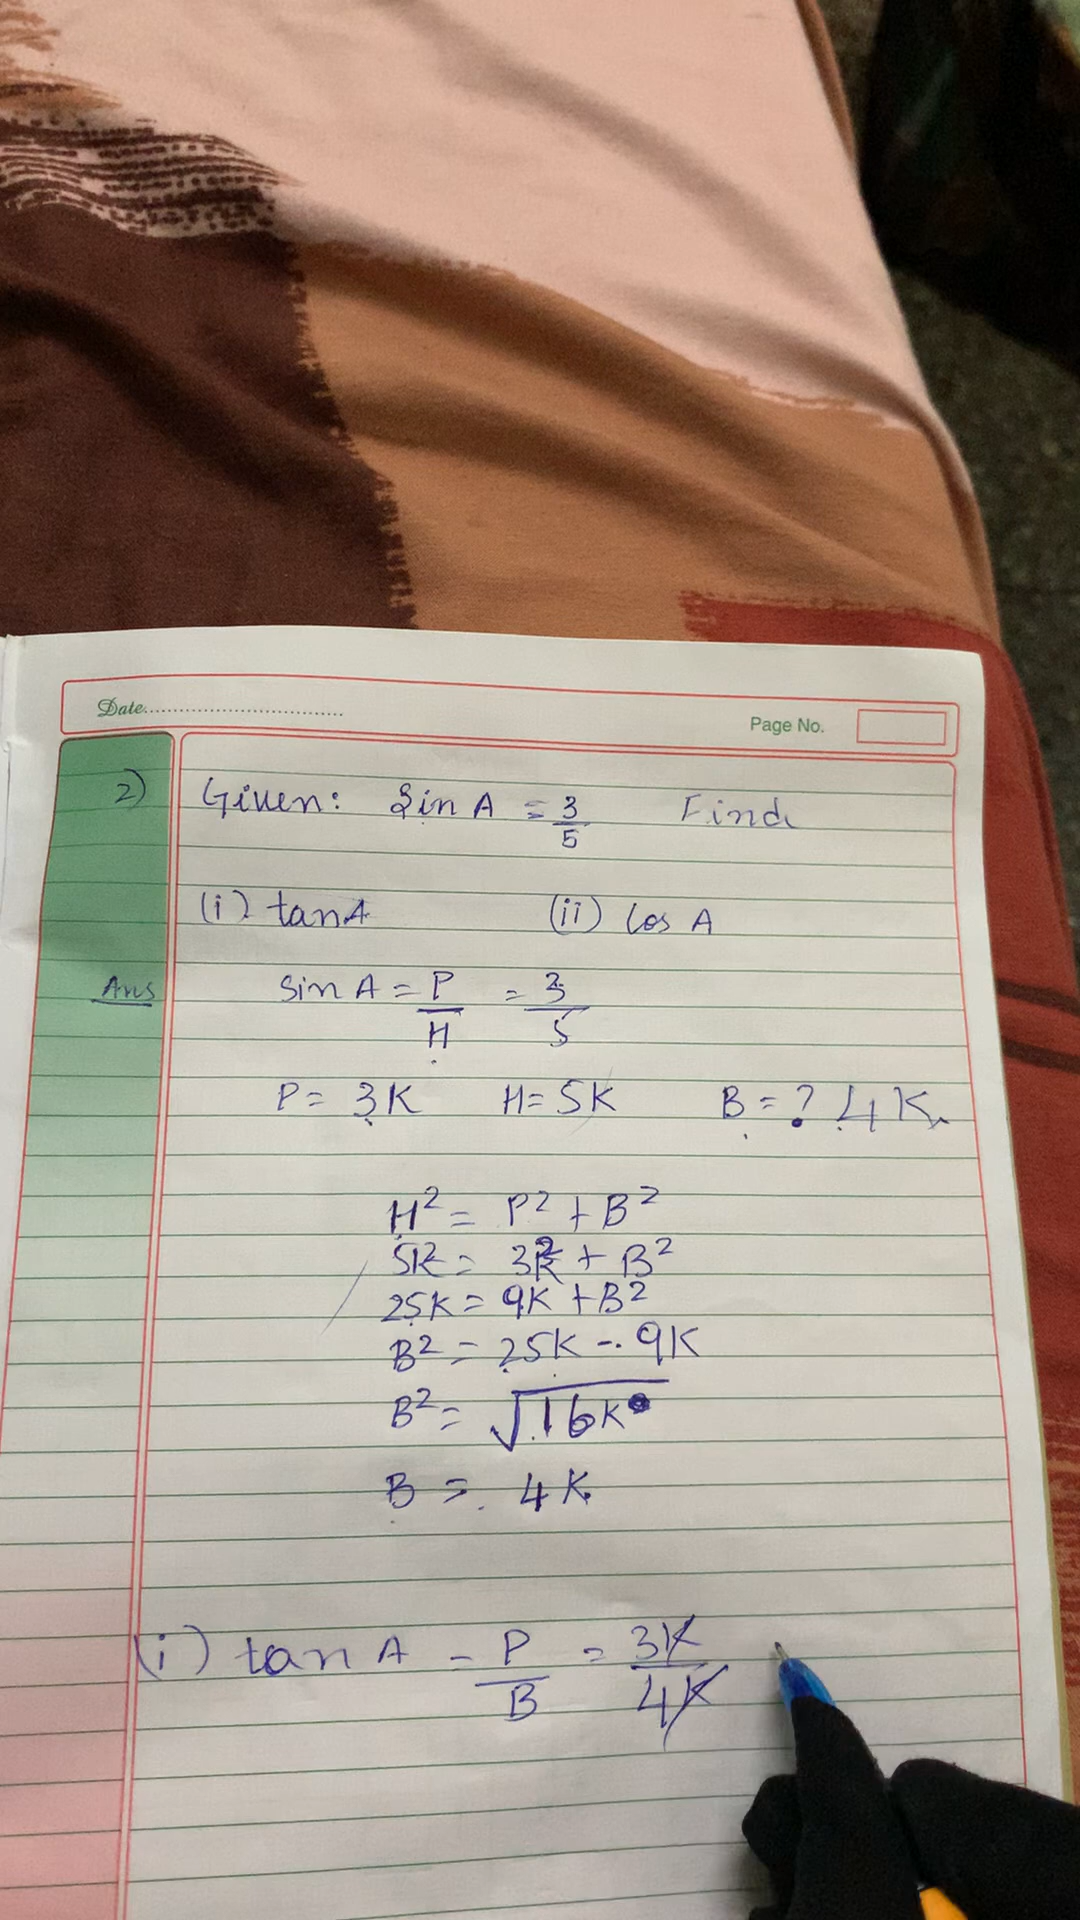 Date
Page No.
2) Given: Sin A = 3/5 Find
(i) tanA (ii) Cos A
Ans Sin A = P/H = 3/5
P = 3K H = 5K B = ? 4K.
H² = P² + B²
5K² = 3K² + B²
25K = 9K + B²
B² = 25K - 9K
B² = √16K
B = 4K.
(i) tan A = P/B = 3K/4K